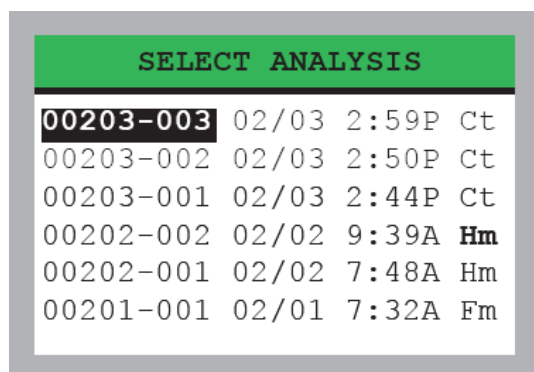 SELECT ANALYSIS
00203-003 02/03 2:59P Ct
00203-002 02/03 2:50P Ct
00203-001 02/03 2:44P Ct
00202-002 02/02 9:39A Hm
00202-001 02/02 7:48A Hm
00201-001 02/01 7:32A Fm